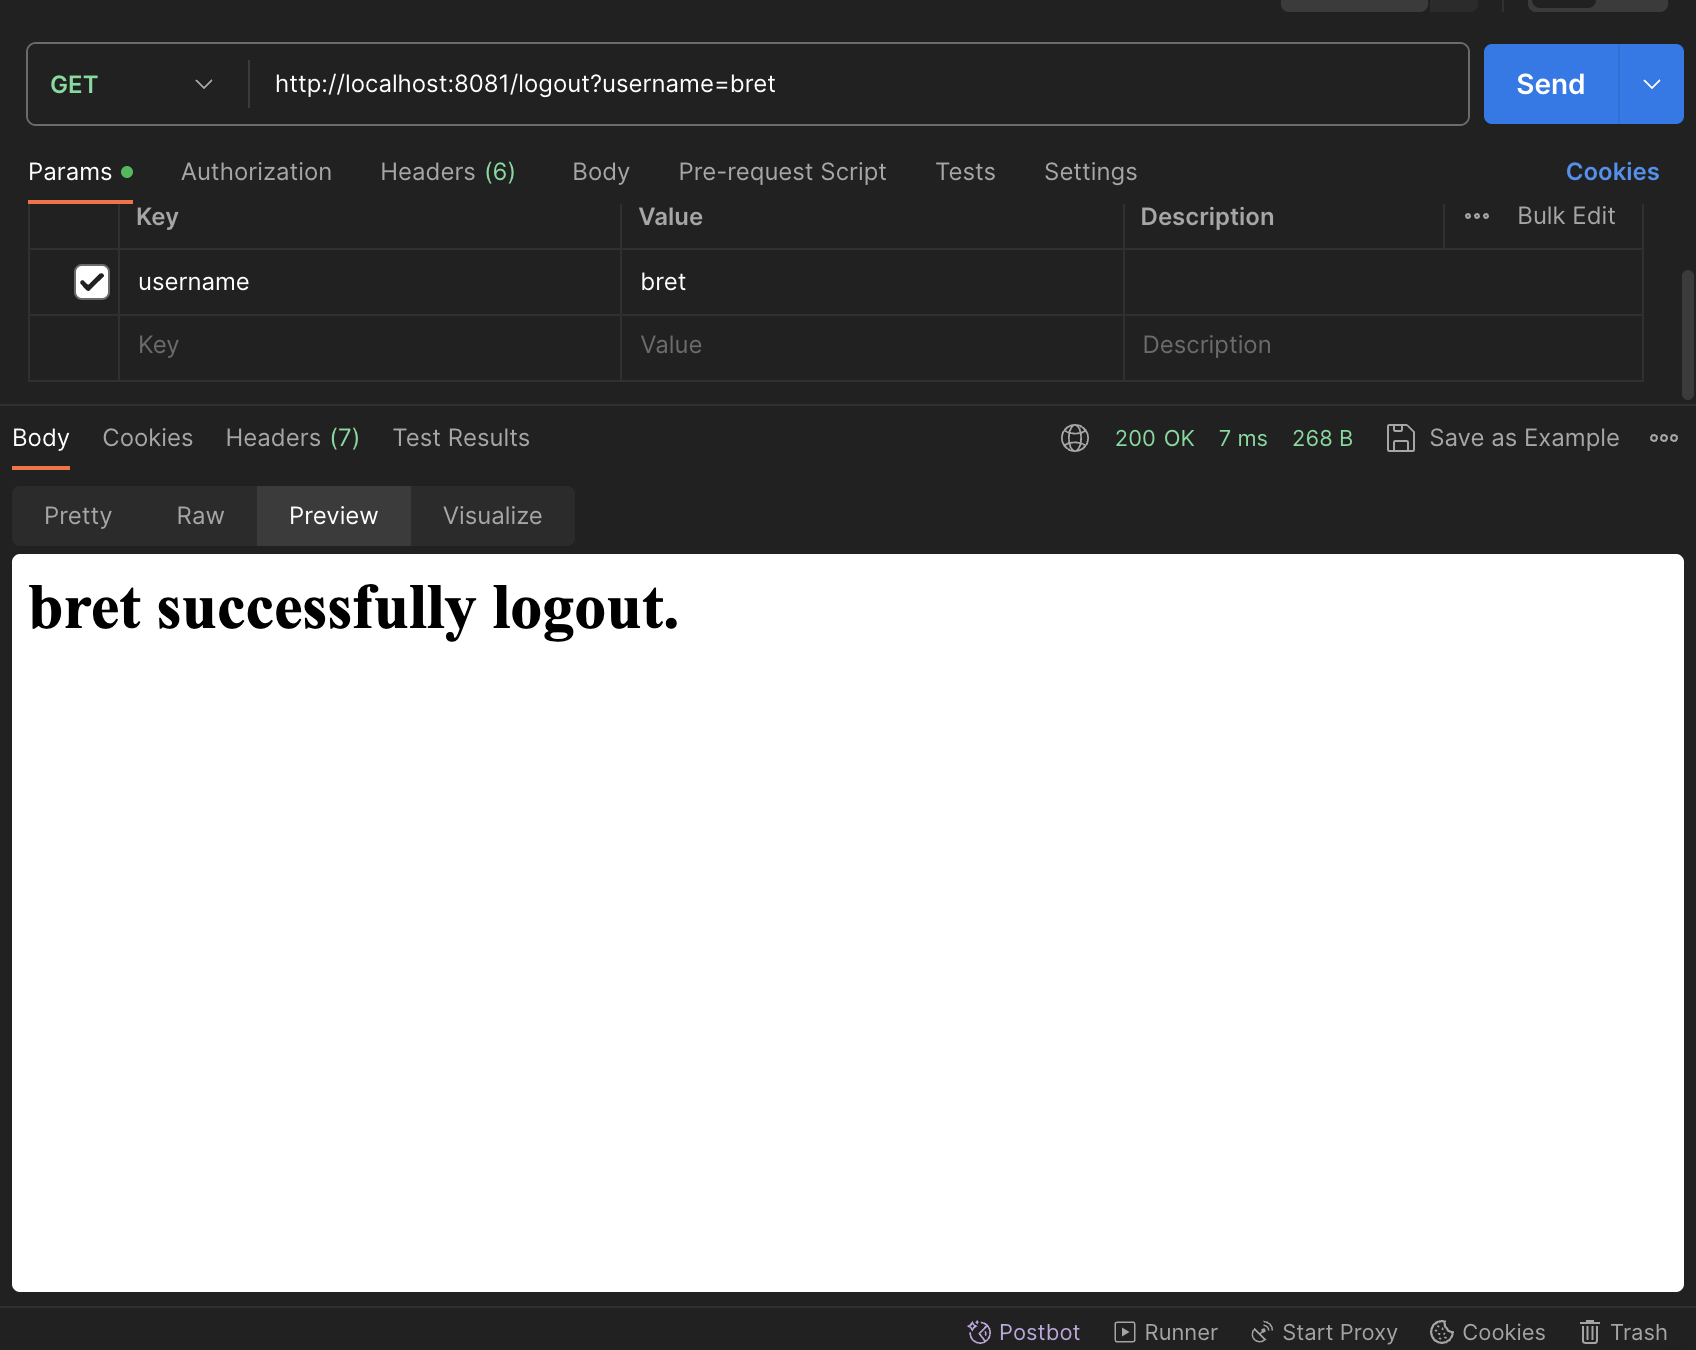 GET http://localhost:8081/logout?username=bret Send
Params Authorization Headers (6) Body Pre-request Script Tests Settings Cookies
Key Value Description Bulk Edit
username bret
Key Value Description
Body Cookies Headers (7) Test Results 200 OK 7 ms 268 B Save as Example
Pretty Raw Preview Visualize
bret successfully logout.
Postbot Runner Start Proxy Cookies Trash